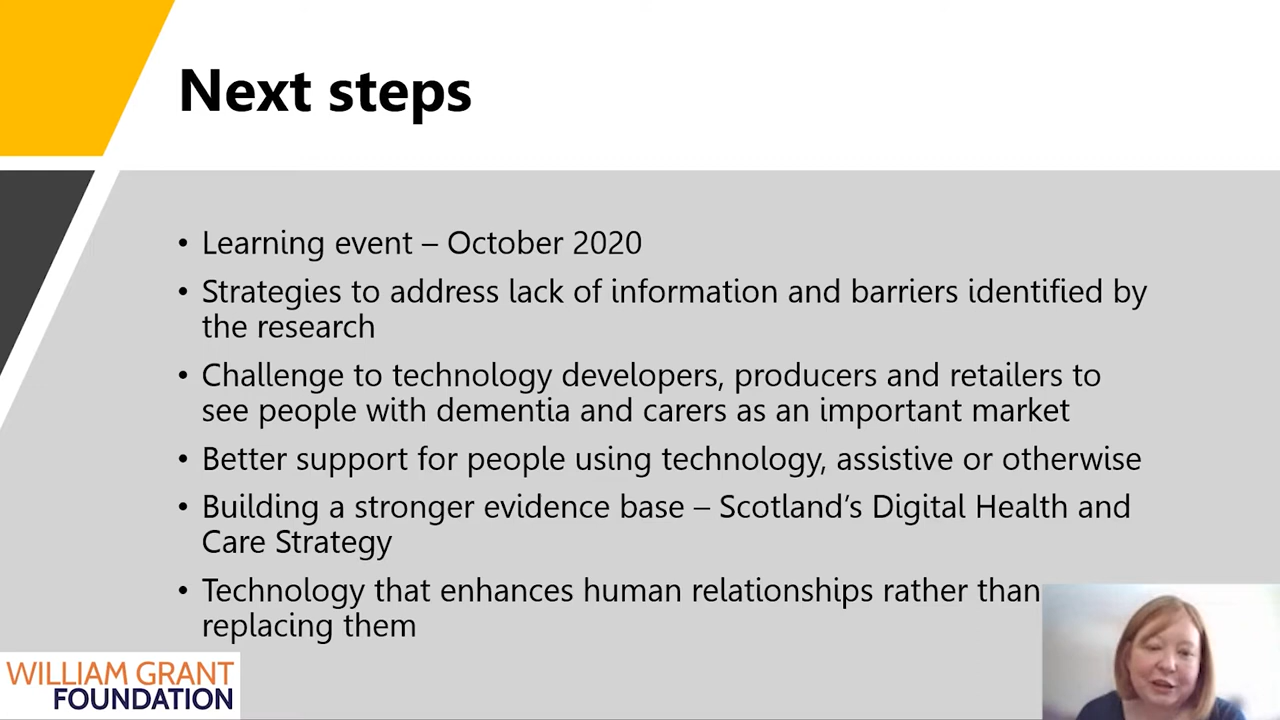 Next steps
• Learning event – October 2020
• Strategies to address lack of information and barriers identified by
the research
• Challenge to technology developers, producers and retailers to
see people with dementia and carers as an important market
• Better support for people using technology, assistive or otherwise
• Building a stronger evidence base – Scotland’s Digital Health and
Care Strategy
• Technology that enhances human relationships rather than
replacing them
WILLIAM GRANT
FOUNDATION